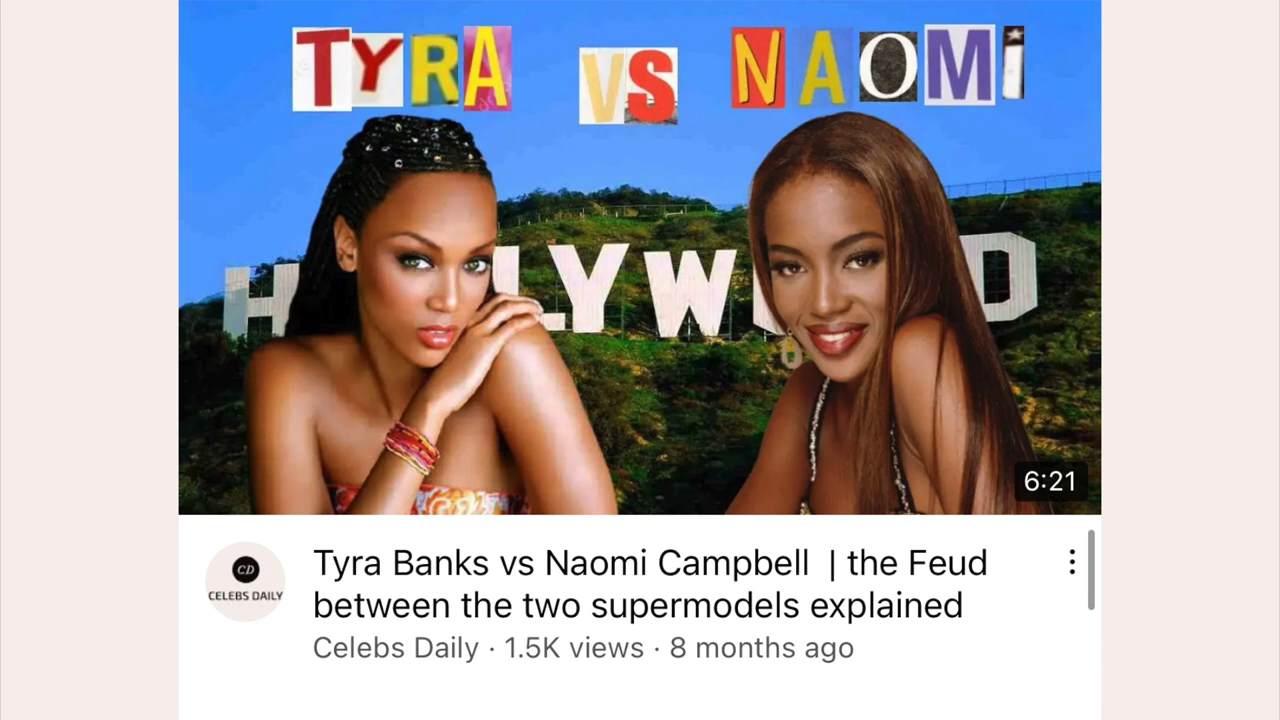 TYRA VS NAOMi
H LYW D
6:21
CD
CELEBS DAILY
Tyra Banks vs Naomi Campbell | the Feud
between the two supermodels explained
Celebs Daily · 1.5K views · 8 months ago